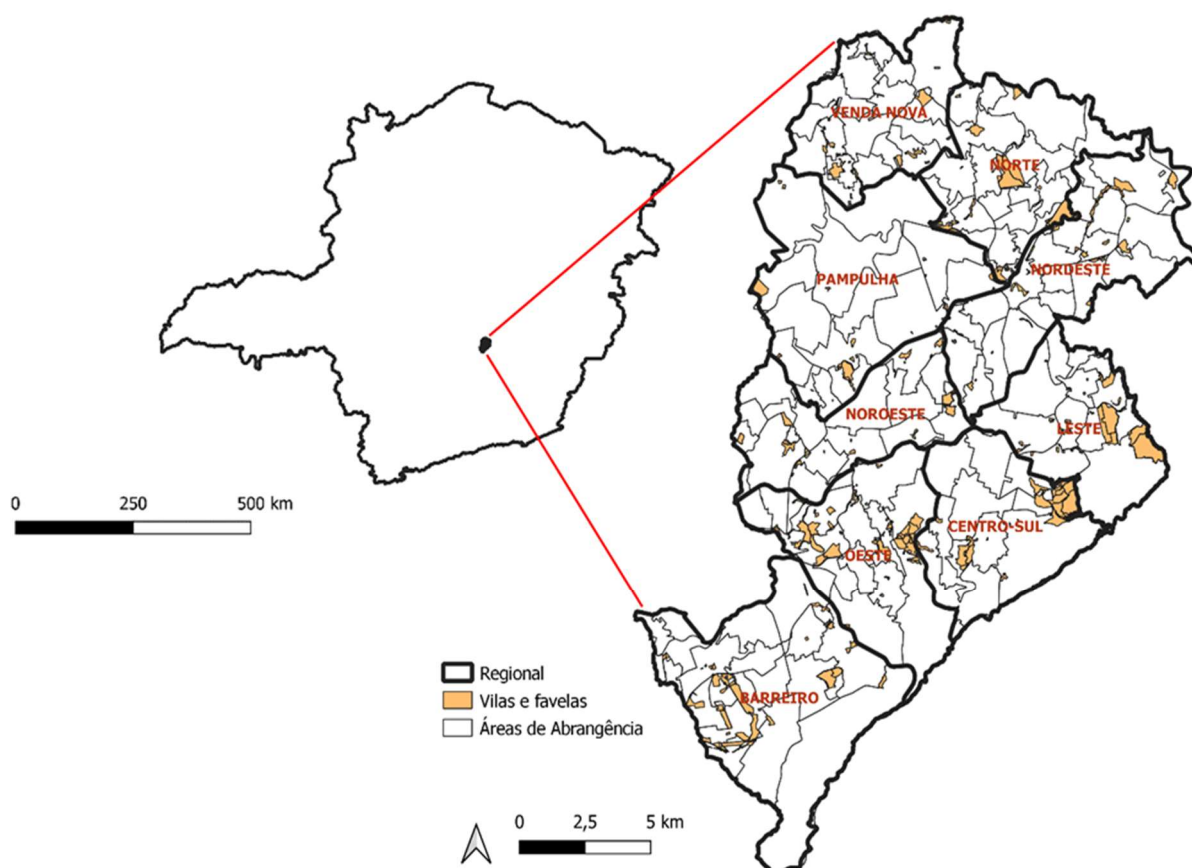 VENDA NOVA
NORTE
PAMPULHA
NORDESTE
NOROESTE
LESTE
CENTRO-SUL
OESTE
BARREIRO
0 250 500 km
Regional
Vilas e favelas
Áreas de Abrangência
0 2,5 5 km